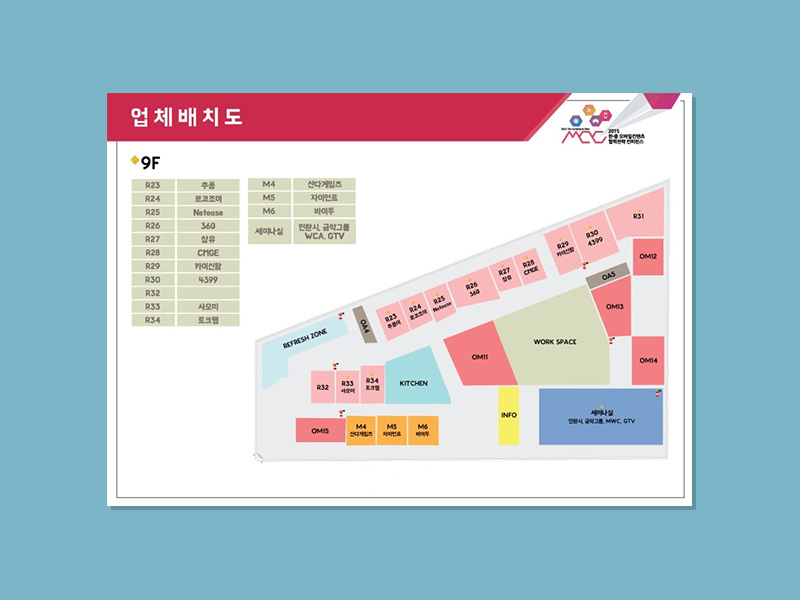 업체배치도
2015
한·중 모바일컨텐츠
협력전략 컨퍼런스
MCC
9F
R23 추콩
R24 로코조이
R25 Netease
R26 360
R27 창유
R28 CMGE
R29 카이신왕
R30 4399
R32
R33 샤오미
R34 토크웹
M4 산다게임즈
M5 자이언트
M6 바이두
세미나실 인촨시, 금약그룹
WCA, GTV
R31
R30
4399
R29
카이신왕
OM12
R28
CMGE
R27
창유
OA5
R26
360
R25
Netease
R24
로코조이
R23
추콩이
OA4
OM13
REFRESH ZONE
WORK SPACE
OM11
OM14
R32
R33
샤오미
R34
토크웹
KITCHEN
INFO
세미나실
인촨시, 금약그룹, MWC, GTV
OM15
M4
산다게임즈
M5
자이언트
M6
바이두